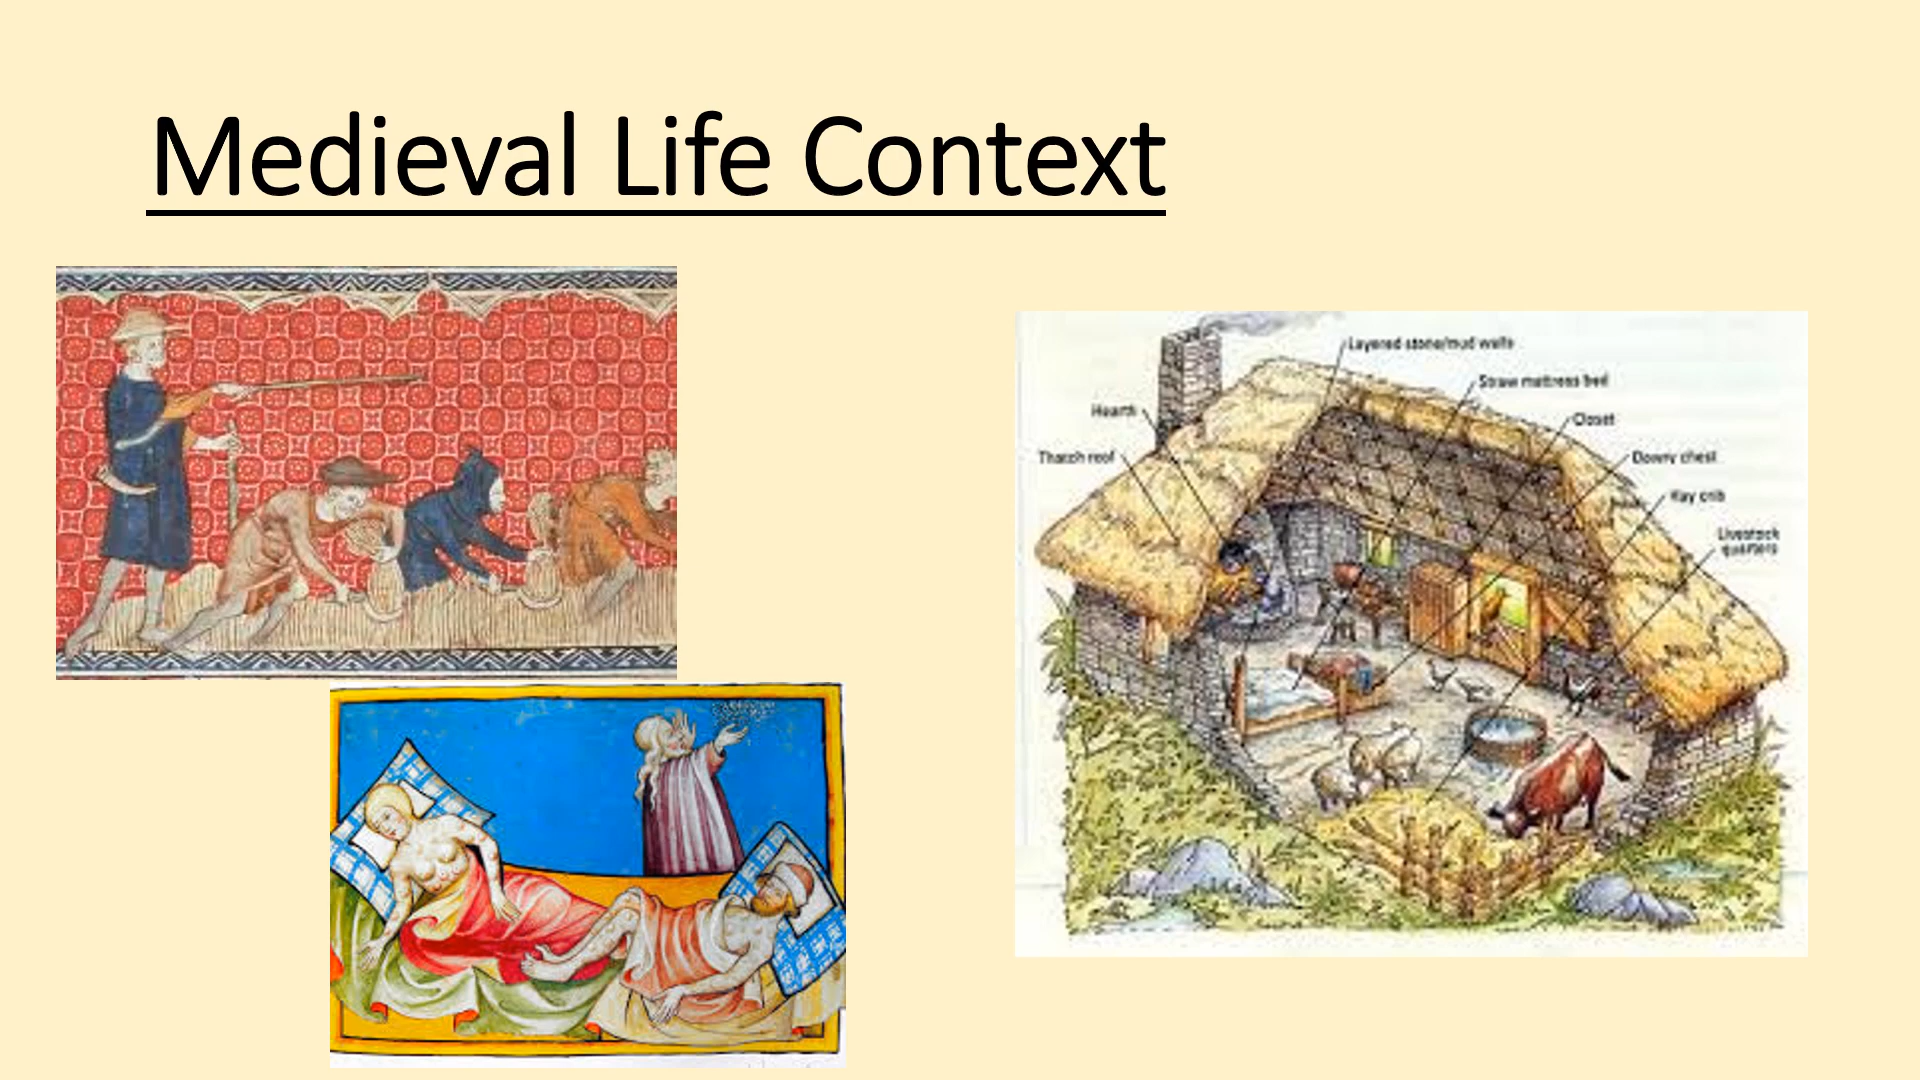 Medieval Life Context
Layered stone/mud walls
Straw mattress bed
Hearth
Closet
Thatch roof
Dowry chest
Hay crib
Livestock
quarters